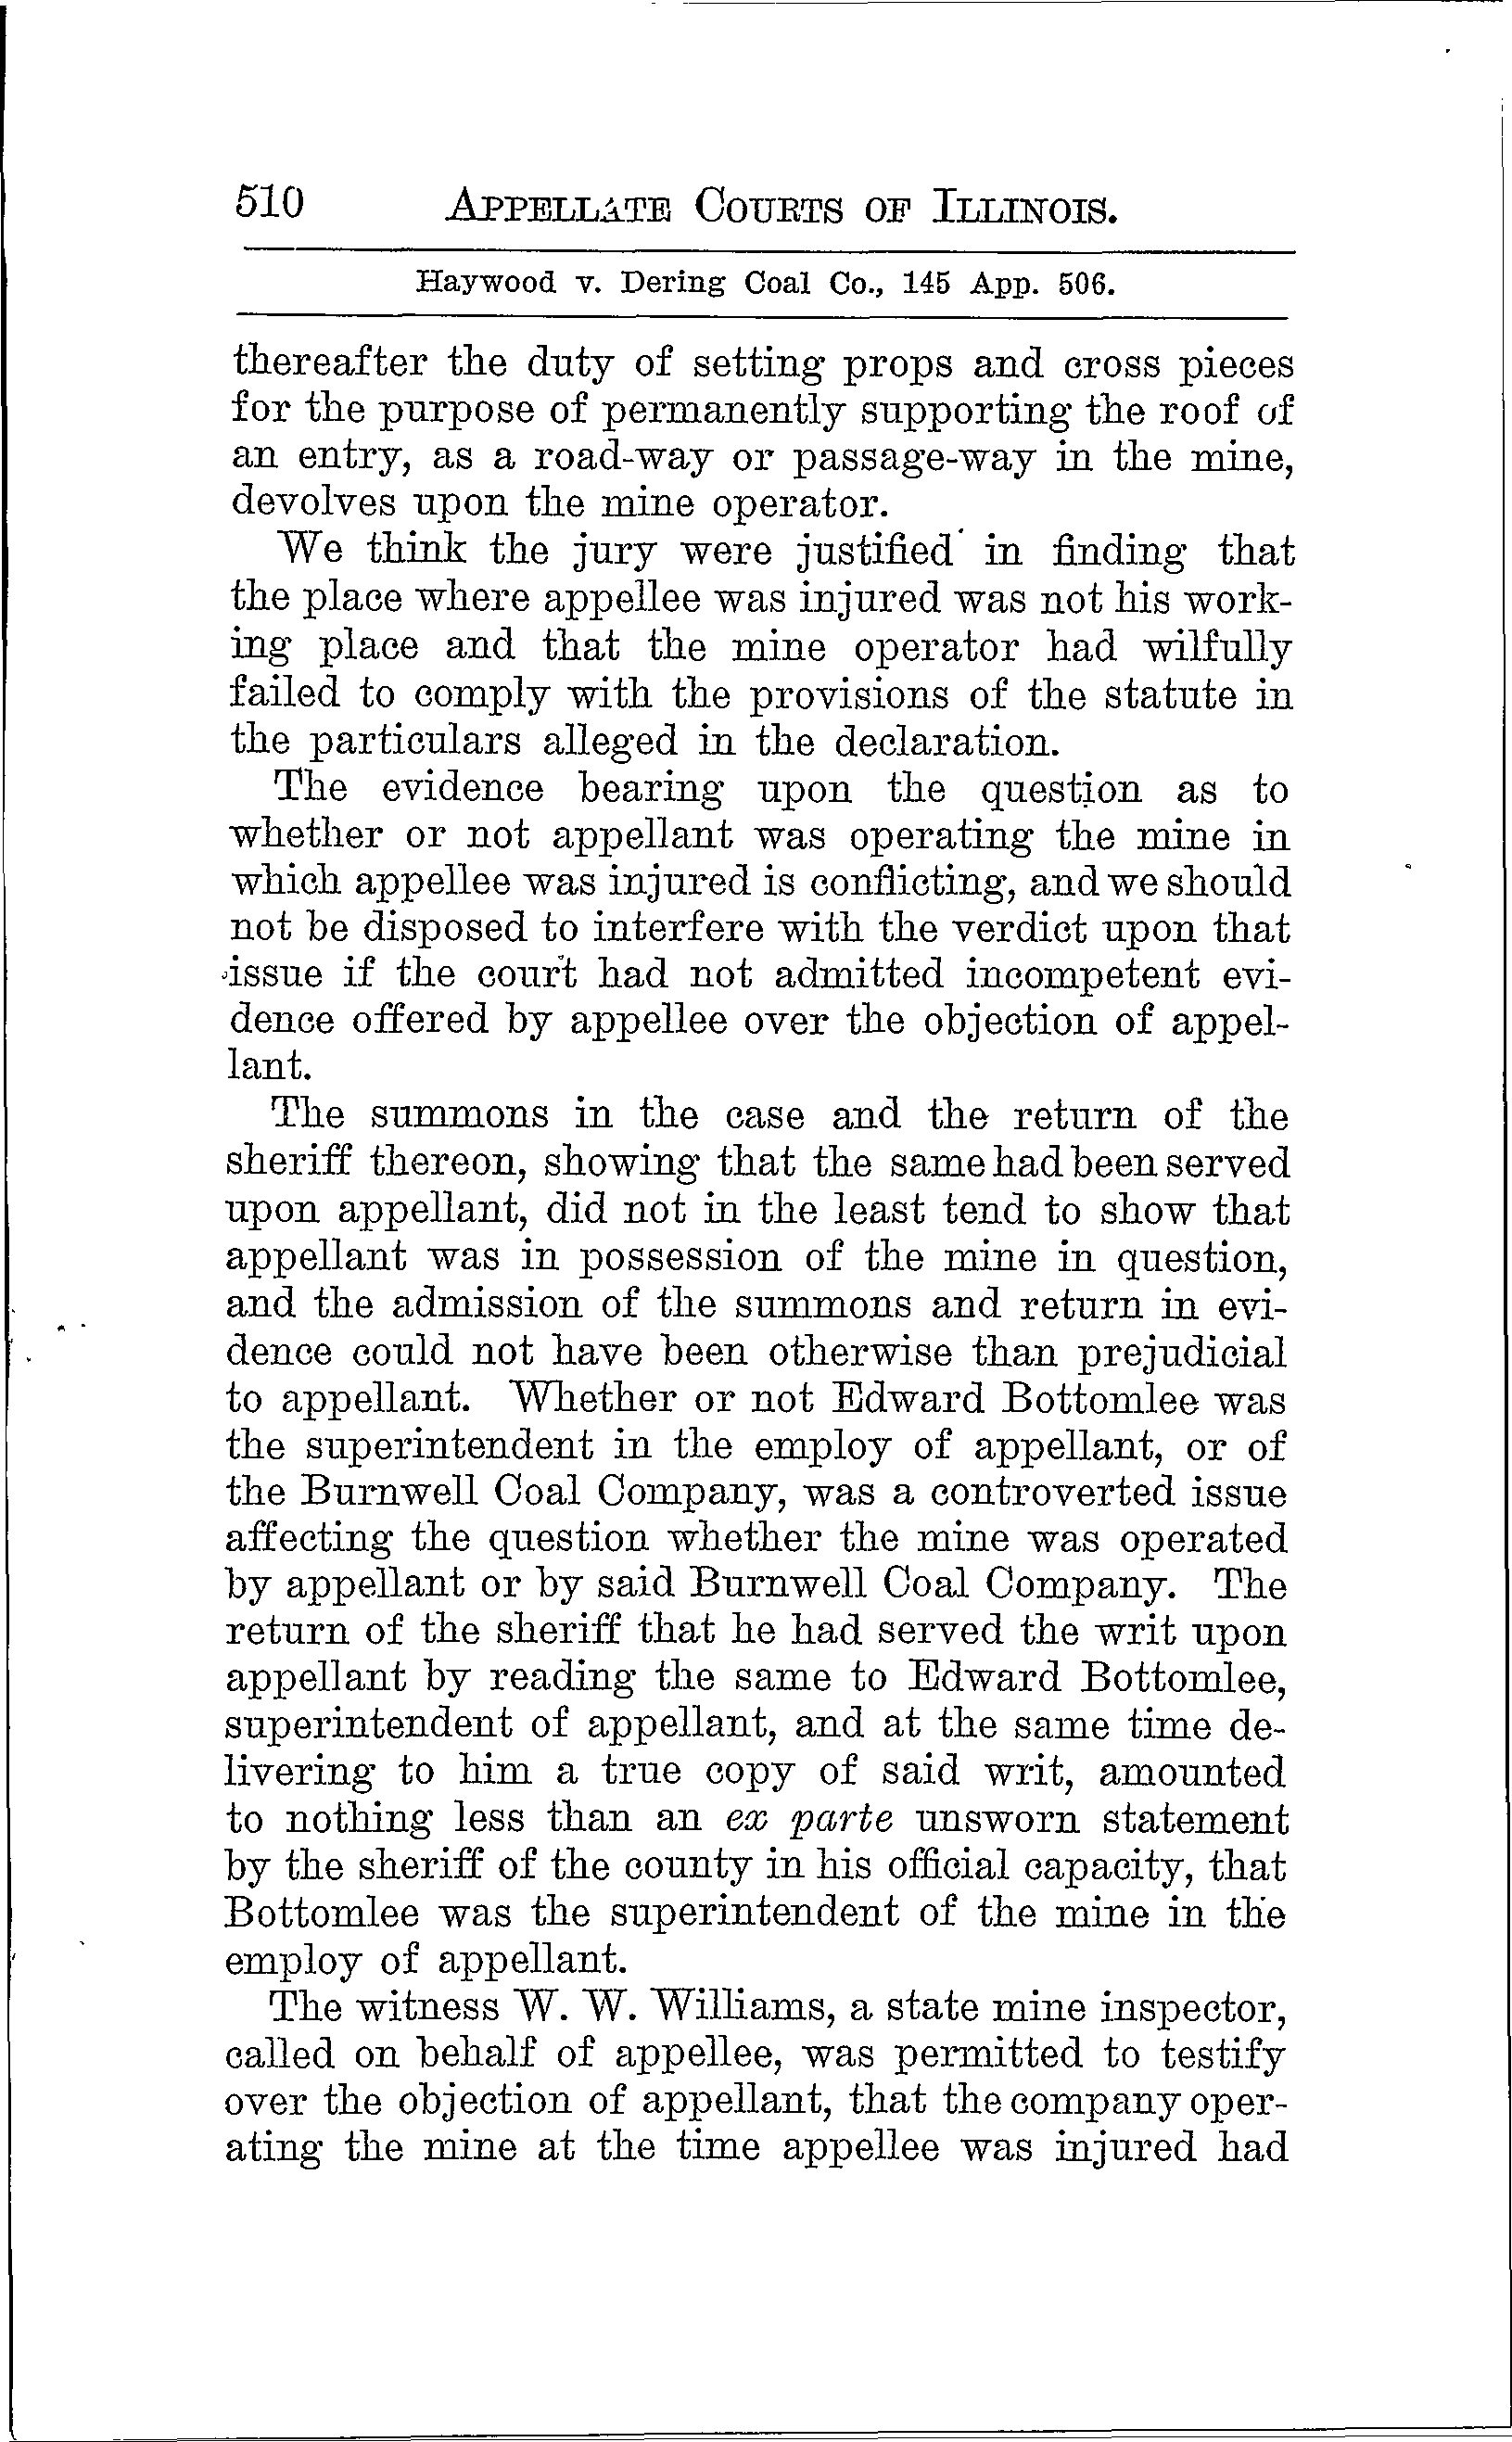 510 APPELLATE COURTS OF ILLINOIS.
Haywood v. Dering Coal Co., 145 App. 506.
thereafter the duty of setting props and cross pieces
for the purpose of permanently supporting the roof of
an entry, as a road-way or passage-way in the mine,
devolves upon the mine operator.
We think the jury were justified in finding that
the place where appellee was injured was not his work-
ing place and that the mine operator had wilfully
failed to comply with the provisions of the statute in
the particulars alleged in the declaration.
The evidence bearing upon the question as to
whether or not appellant was operating the mine in
which appellee was injured is conflicting, and we should
not be disposed to interfere with the verdict upon that
issue if the court had not admitted incompetent evi-
dence offered by appellee over the objection of appel-
lant.
The summons in the case and the return of the
sheriff thereon, showing that the same had been served
upon appellant, did not in the least tend to show that
appellant was in possession of the mine in question,
and the admission of the summons and return in evi-
dence could not have been otherwise than prejudicial
to appellant. Whether or not Edward Bottomlee was
the superintendent in the employ of appellant, or of
the Burnwell Coal Company, was a controverted issue
affecting the question whether the mine was operated
by appellant or by said Burnwell Coal Company. The
return of the sheriff that he had served the writ upon
appellant by reading the same to Edward Bottomlee,
superintendent of appellant, and at the same time de-
livering to him a true copy of said writ, amounted
to nothing less than an ex parte unsworn statement
by the sheriff of the county in his official capacity, that
Bottomlee was the superintendent of the mine in the
employ of appellant.
The witness W. W. Williams, a state mine inspector,
called on behalf of appellee, was permitted to testify
over the objection of appellant, that the company oper-
ating the mine at the time appellee was injured had